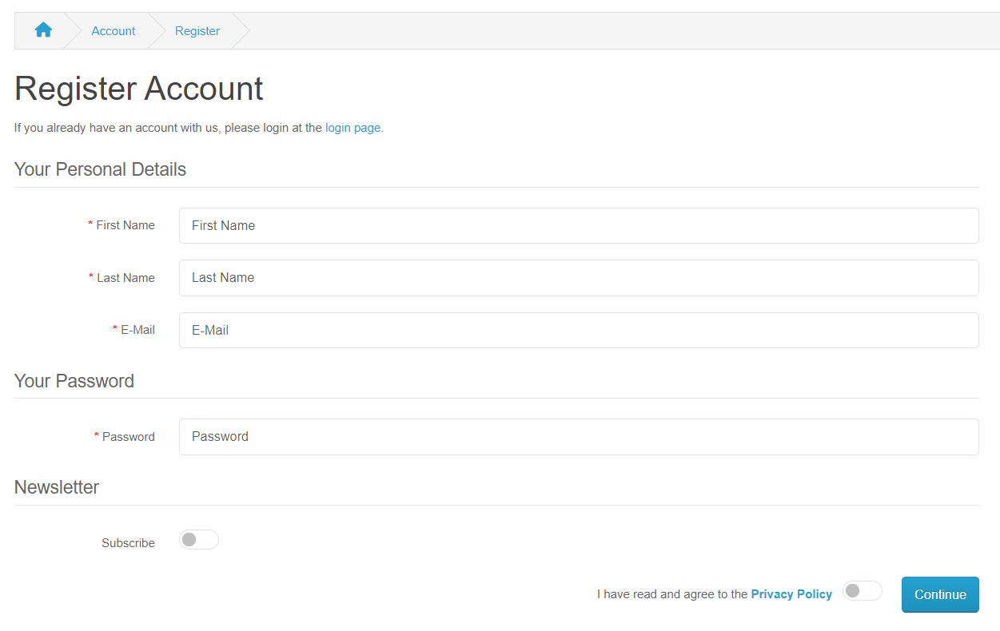 Account
Register
Register Account
If you already have an account with us, please login at the login page.
Your Personal Details
* First Name
First Name
* Last Name
Last Name
* E-Mail
E-Mail
Your Password
* Password
Password
Newsletter
Subscribe
I have read and agree to the Privacy Policy
Continue